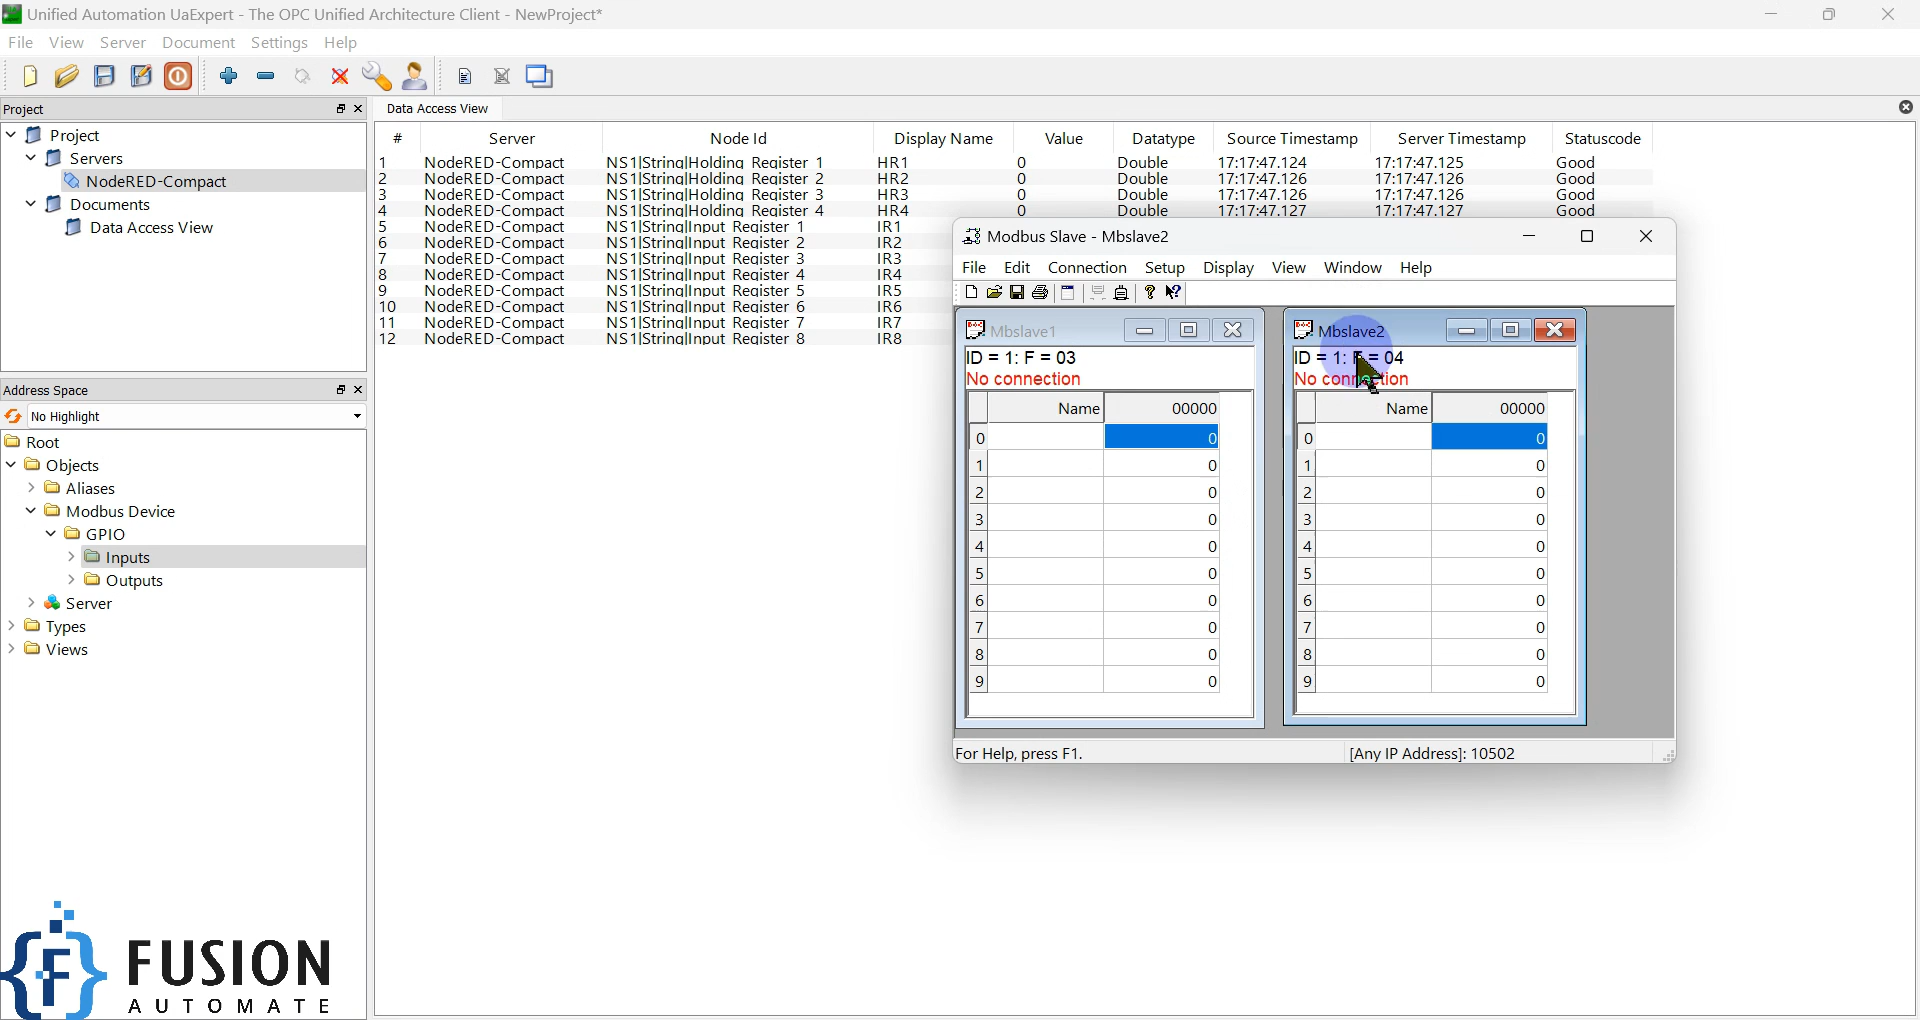 Unified Automation UaExpert - The OPC Unified Architecture Client - NewProject*
File View Server Document Settings Help
Project
Project
Servers
NodeRED-Compact
Documents
Data Access View
Address Space
No Highlight
Root
Objects
Aliases
Modbus Device
GPIO
Inputs
Outputs
Server
Types
Views
FUSION
AUTOMATE
Data Access View
# Server Node Id Display Name Value Datatype Source Timestamp Server Timestamp Statuscode
1 NodeRED-Compact NS1|String|Holding Register 1 HR1 0 Double 17:17:47.124 17:17:47.125 Good
2 NodeRED-Compact NS1|String|Holding Register 2 HR2 0 Double 17:17:47.126 17:17:47.126 Good
3 NodeRED-Compact NS1|String|Holding Register 3 HR3 0 Double 17:17:47.126 17:17:47.126 Good
4 NodeRED-Compact NS1|String|Holding Register 4 HR4 0 Double 17:17:47.127 17:17:47.127 Good
5 NodeRED-Compact NS1|String|Input Register 1 IR1
6 NodeRED-Compact NS1|String|Input Register 2 IR2
7 NodeRED-Compact NS1|String|Input Register 3 IR3
8 NodeRED-Compact NS1|String|Input Register 4 IR4
9 NodeRED-Compact NS1|String|Input Register 5 IR5
10 NodeRED-Compact NS1|String|Input Register 6 IR6
11 NodeRED-Compact NS1|String|Input Register 7 IR7
12 NodeRED-Compact NS1|String|Input Register 8 IR8
Modbus Slave - Mbslave2
File Edit Connection Setup Display View Window Help
Mbslave1
ID = 1: F = 03
No connection
Name 00000
0 0
1 0
2 0
3 0
4 0
5 0
6 0
7 0
8 0
9 0
Mbslave2
ID = 1: F = 04
No connection
Name 00000
0 0
1 0
2 0
3 0
4 0
5 0
6 0
7 0
8 0
9 0
For Help, press F1. [Any IP Address]: 10502